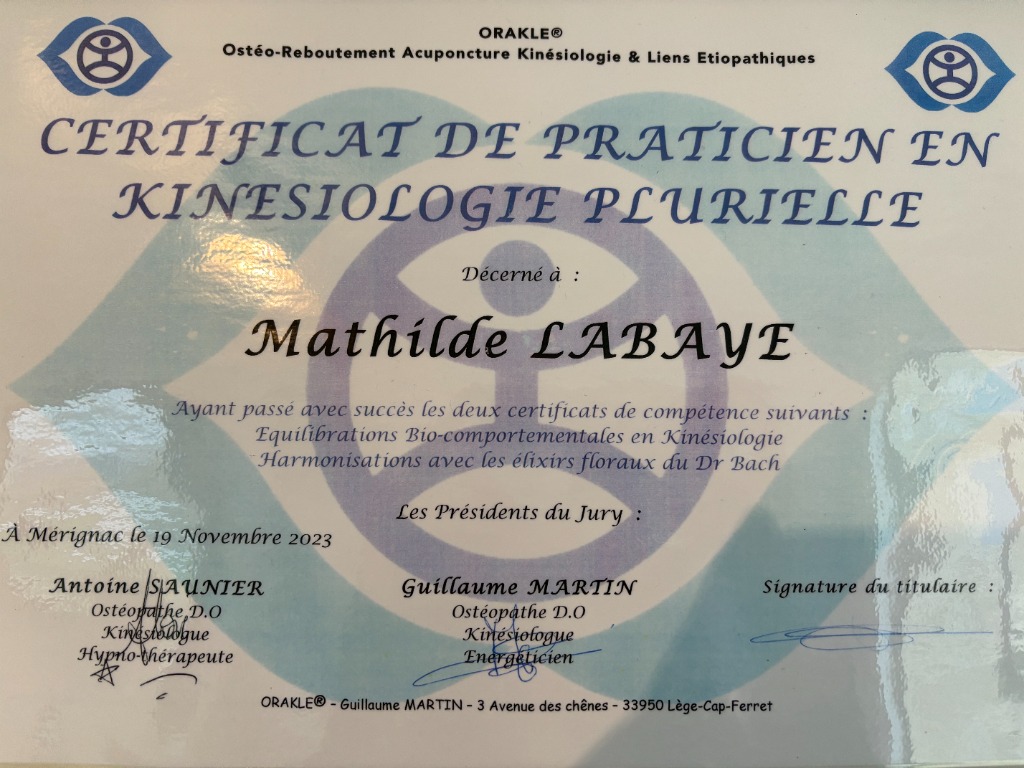 ORAKLE®
Ostéo-Reboutement Acuponcture Kinésiologie & Liens Etiopathiques
CERTIFICAT DE PRATICIEN EN
KINESIOLOGIE PLURIELLE
Décerné à :
Mathilde LABAYE
Ayant passé avec succès les deux certificats de compétence suivants :
Equilibrations Bio-comportementales en Kinésiologie
Harmonisations avec les élixirs floraux du Dr Bach
Les Présidents du Jury :
À Mérignac le 19 Novembre 2023
Antoine SAUNIER
Ostéopathe D.O
Kinésiologue
Hypno-thérapeute
Guillaume MARTIN
Ostéopathe D.O
Kinésiologue
Energéticien
Signature du titulaire :
ORAKLE® - Guillaume MARTIN - 3 Avenue des chênes - 33950 Lège-Cap-Ferret